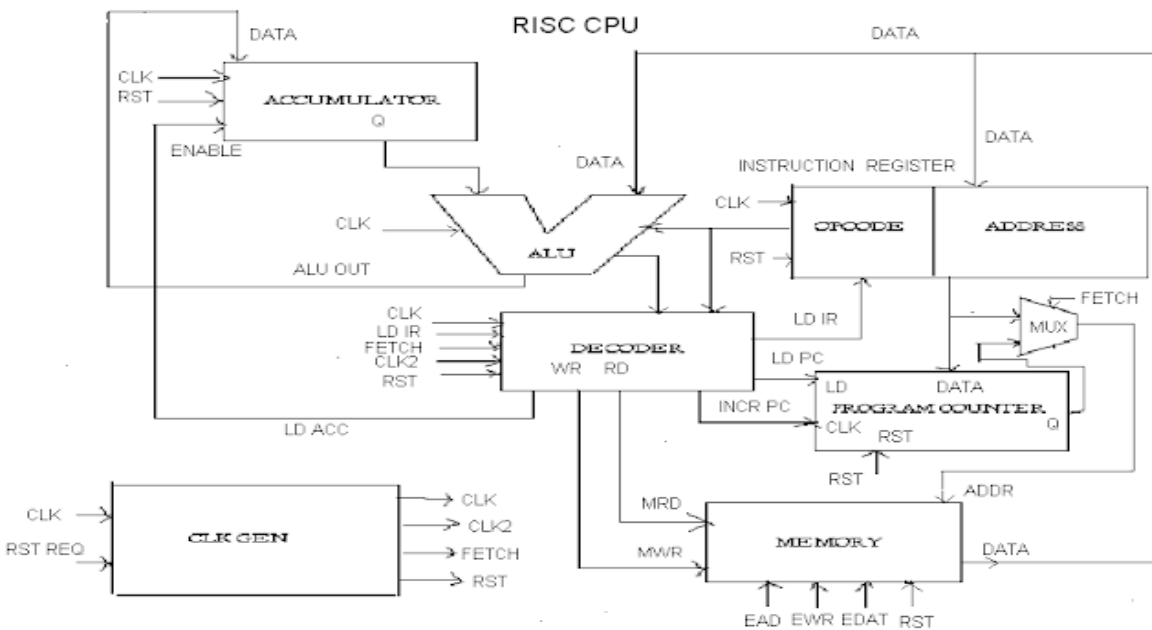 RISC CPU
DATA
DATA
CLK
RST
ENABLE
ACCUMULATOR
Q
DATA
DATA
INSTRUCTION REGISTER
CLK
RST
OPCODE
ADDRESS
CLK
ALU
ALU OUT
FETCH
MUX
CLK
LD IR
FETCH
CLK2
RST
DECODER
WR RD
LD IR
LD PC
INCR PC
LD
DATA
PROGRAM COUNTER
Q
CLK
RST
RST
LD ACC
CLK
RST REQ
CLK GEN
CLK
CLK2
FETCH
RST
MRD
MWR
ADDR
MEMORY
DATA
EAD EWR EDAT RST